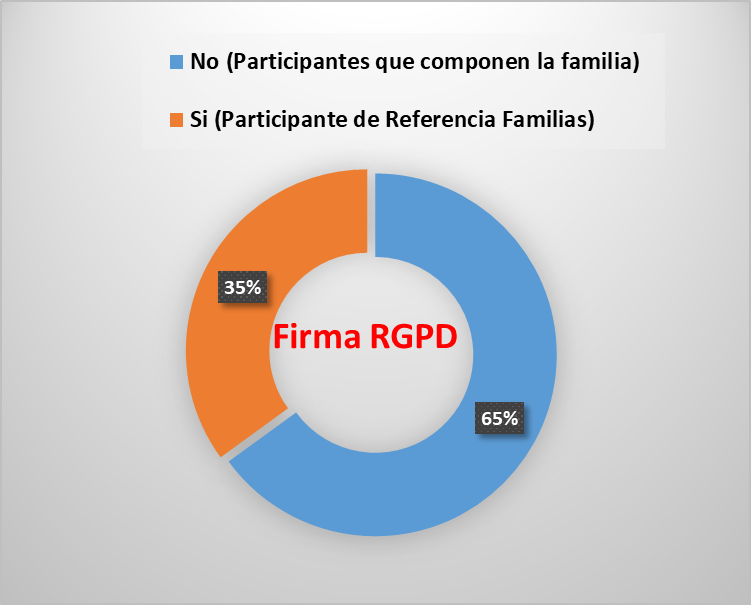 No (Participantes que componen la familia)
Si (Participante de Referencia Familias)
35%
Firma RGPD
65%